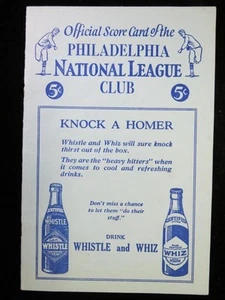 Official Score Card of the
PHILADELPHIA
NATIONAL LEAGUE
5¢ CLUB 5¢
KNOCK A HOMER
Whistle and Whiz will sure knock
thirst out of the box.
They are the "heavy hitters" when
it comes to cool and refreshing
drinks.
Don't miss a chance
to let them "do their
stuff."
DRINK
WHISTLE and WHIZ
WHISTLE
CERTIFIED
WHIZ